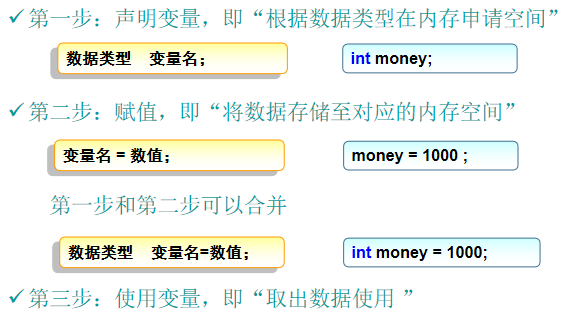 ✓第一步：声明变量，即“根据数据类型在内存申请空间”
数据类型 变量名； int money;
✓第二步：赋值，即“将数据存储至对应的内存空间”
变量名 = 数值； money = 1000 ;
第一步和第二步可以合并
数据类型 变量名=数值； int money = 1000;
✓第三步：使用变量，即“取出数据使用 ”